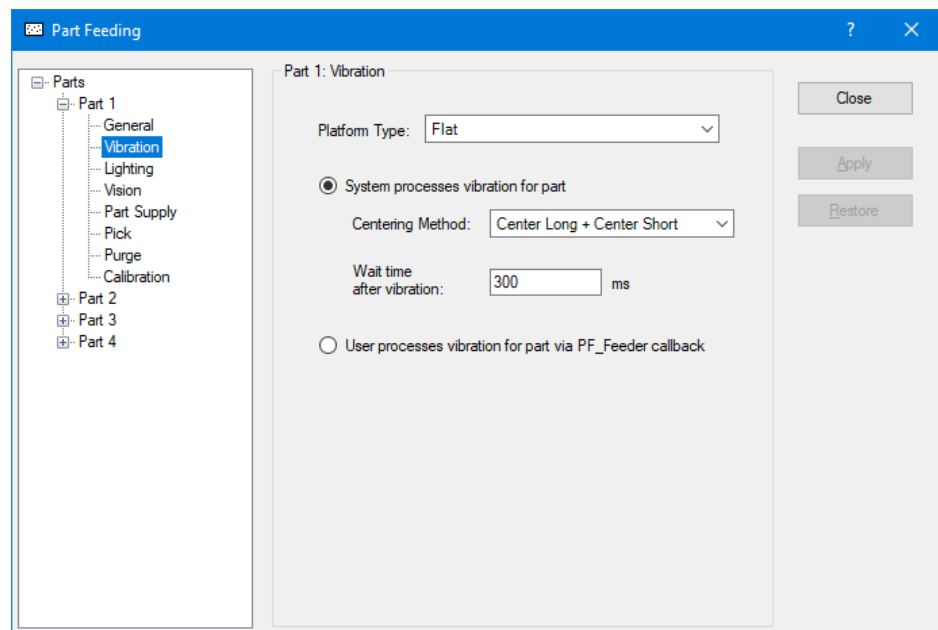 Part Feeding
?
Parts
Part 1
General
Vibration
Lighting
Vision
Part Supply
Pick
Purge
Calibration
Part 2
Part 3
Part 4
Part 1: Vibration
Platform Type: Flat
System processes vibration for part
Centering Method: Center Long + Center Short
Wait time
after vibration: 300 ms
User processes vibration for part via PF_Feeder callback
Close
Apply
Restore